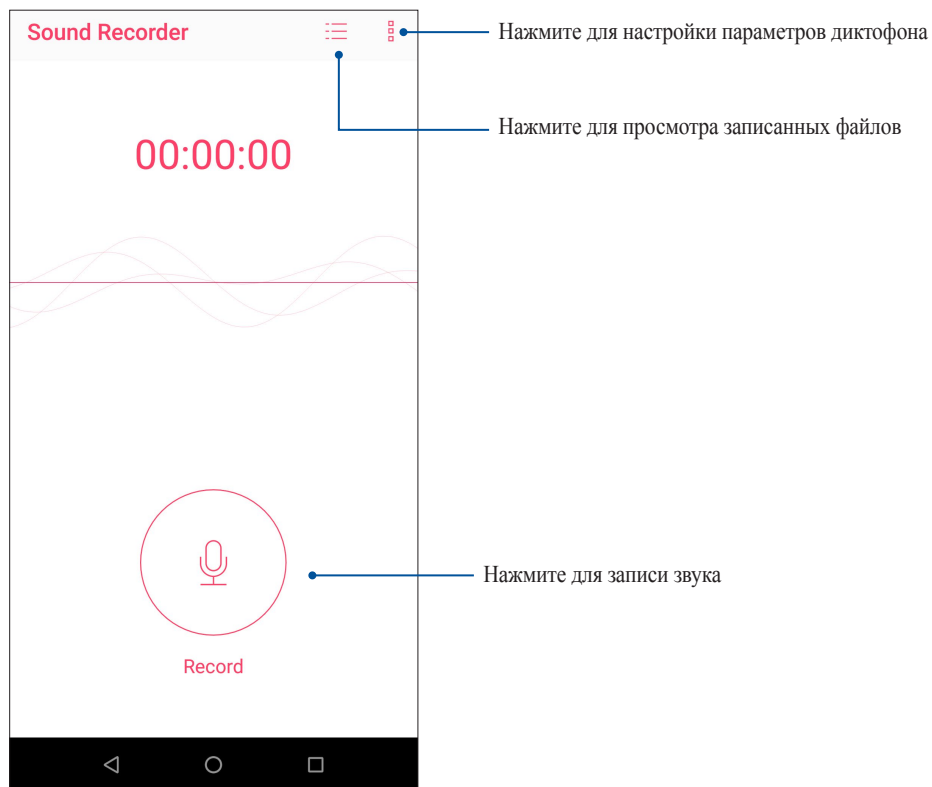 Sound Recorder
Нажмите для настройки параметров диктофона
Нажмите для просмотра записанных файлов
00:00:00
Нажмите для записи звука
Record